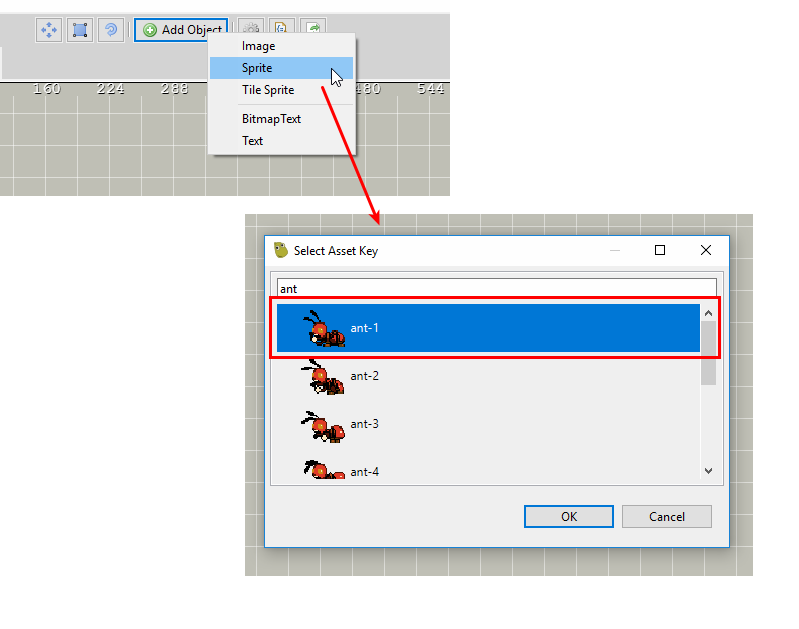 Add Object
Image
Sprite
Tile Sprite
BitmapText
Text
160 224 288 480 544
Select Asset Key
ant
ant-1
ant-2
ant-3
ant-4
OK Cancel